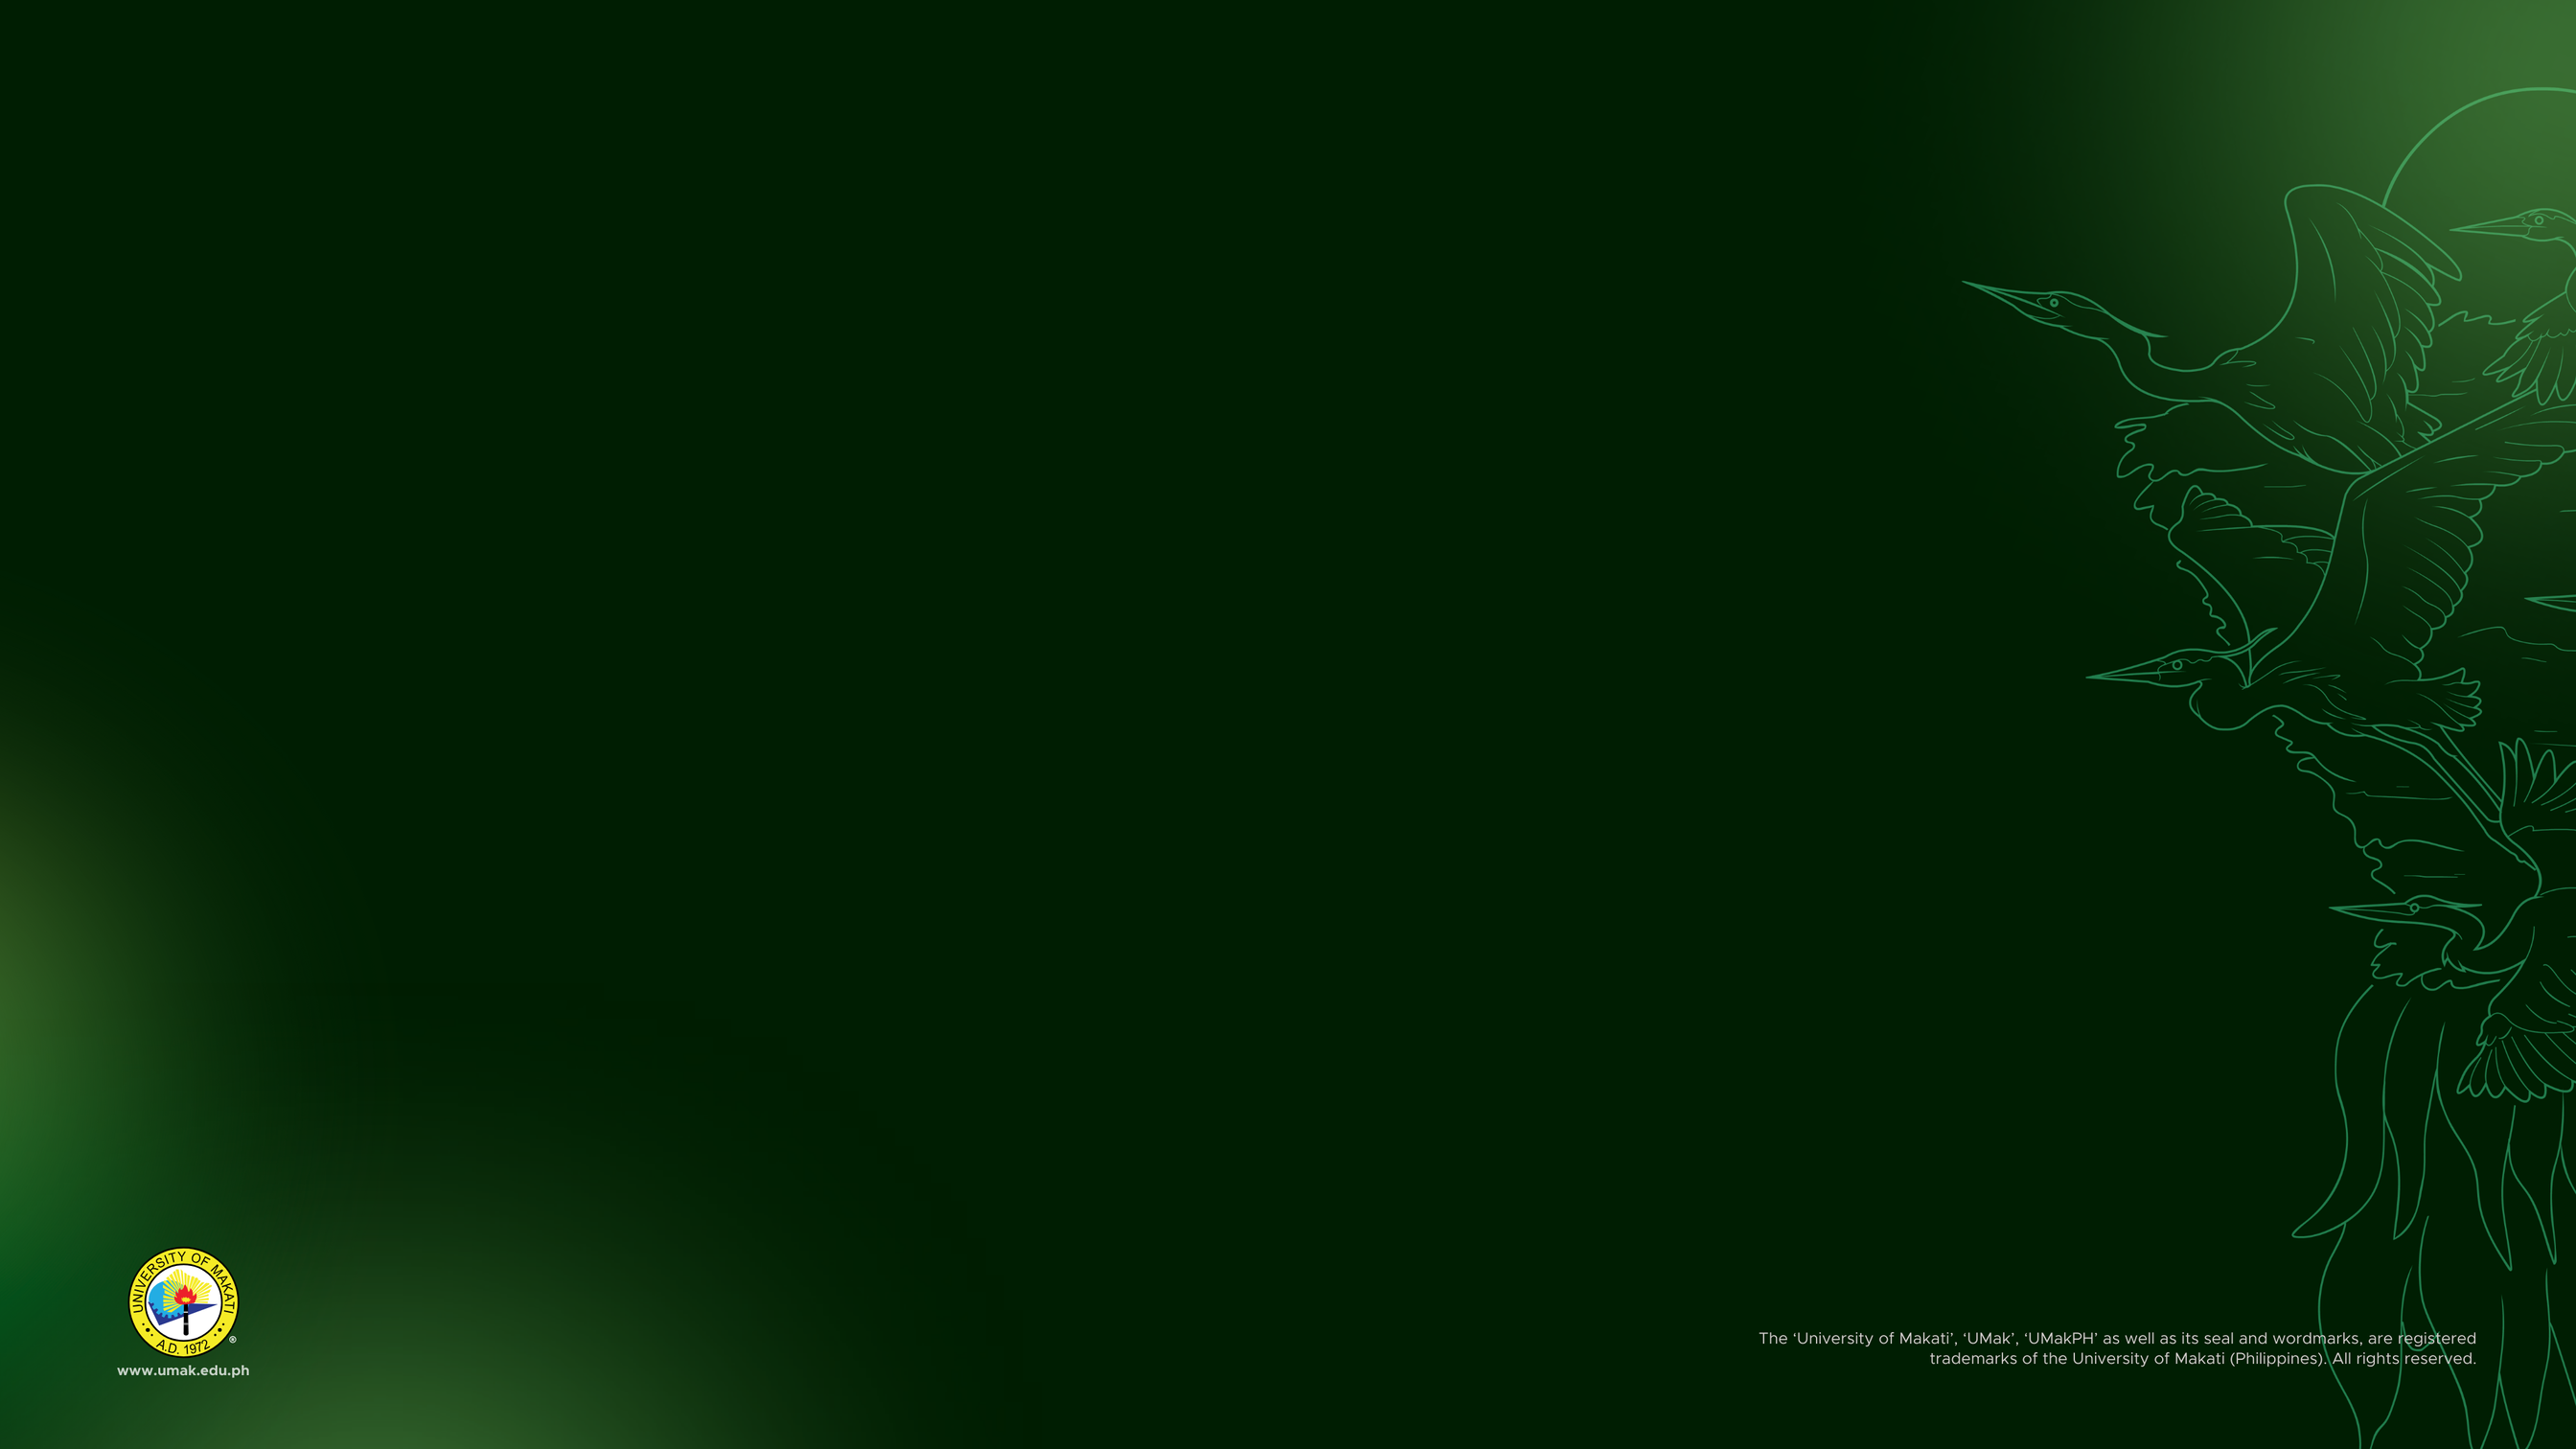 UNIVERSITY OF MAKATI
A.D. 1972
®
www.umak.edu.ph
The ‘University of Makati’, ‘UMak’, ‘UMakPH’ as well as its seal and wordmarks, are registered
trademarks of the University of Makati (Philippines). All rights reserved.